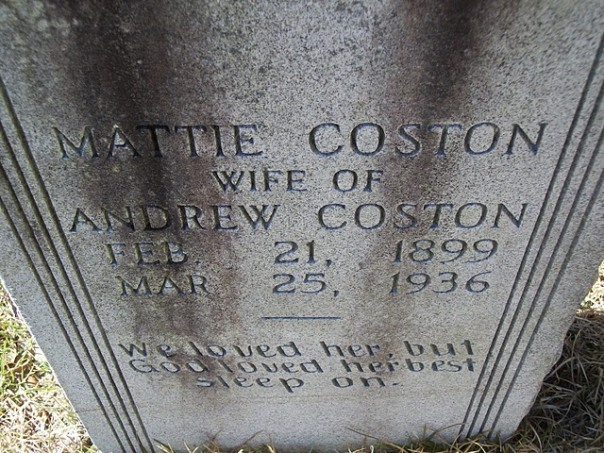 MATTIE COSTON
WIFE OF
ANDREW COSTON
FEB. 21, 1899
MAR 25, 1936
We loved her, but
God loved her best
sleep on.